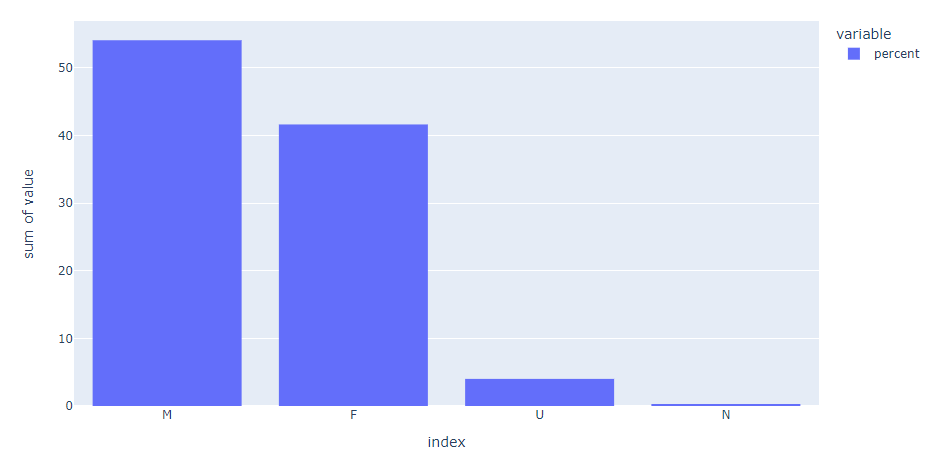 variable
percent
sum of value
50
40
30
20
10
0
M F U N
index